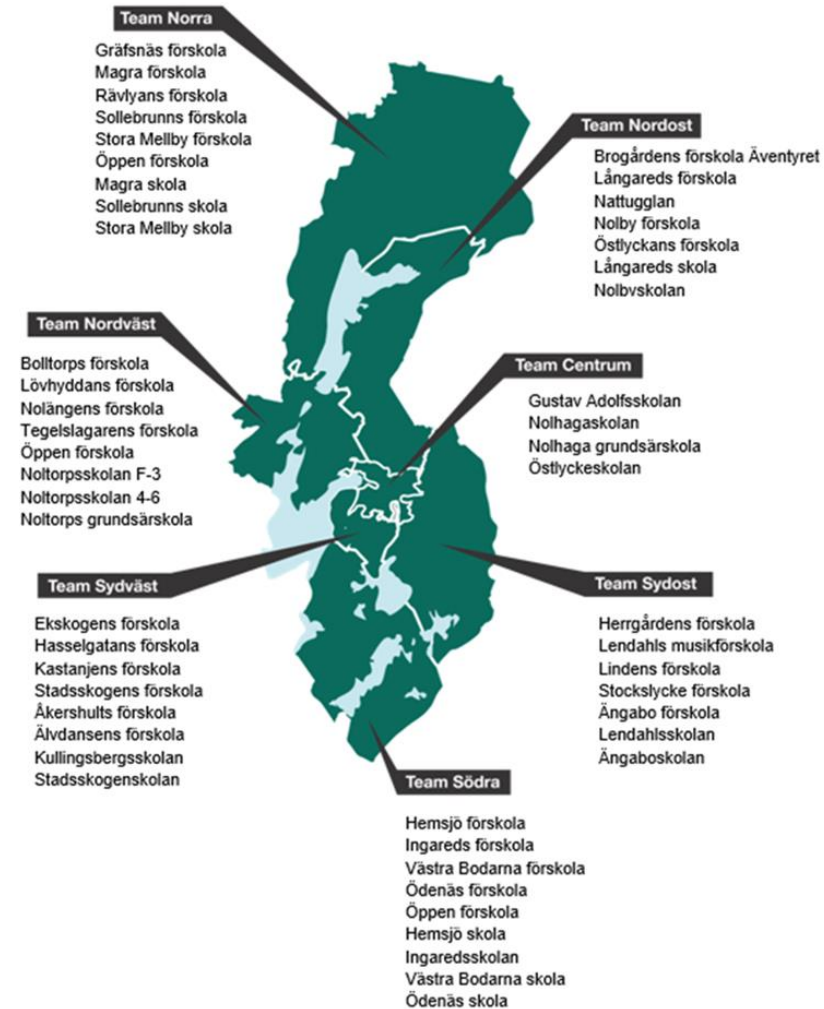 Team Norra
Gräfsnäs förskola
Magra förskola
Rävlyans förskola
Sollebrunns förskola
Stora Mellby förskola
Öppen förskola
Magra skola
Sollebrunns skola
Stora Mellby skola
Team Nordost
Brogårdens förskola Äventyret
Långareds förskola
Nattugglan
Nolby förskola
Östlyckans förskola
Långareds skola
Nolbvskolan
Team Nordväst
Bolltorps förskola
Lövhyddans förskola
Nolängens förskola
Tegelslagarens förskola
Öppen förskola
Noltorpsskolan F-3
Noltorpsskolan 4-6
Noltorps grundsärskola
Team Centrum
Gustav Adolfsskolan
Nolhagaskolan
Nolhaga grundsärskola
Östlyckeskolan
Team Sydväst
Ekskogens förskola
Hasselgatans förskola
Kastanjens förskola
Stadsskogens förskola
Åkershults förskola
Älvdansens förskola
Kullingsbergsskolan
Stadsskogenskolan
Team Sydost
Herrgårdens förskola
Lendahls musikförskola
Lindens förskola
Stockslycke förskola
Ängabo förskola
Lendahlsskolan
Ängaboskolan
Team Södra
Hemsjö förskola
Ingareds förskola
Västra Bodarna förskola
Ödenäs förskola
Öppen förskola
Hemsjö skola
Ingaredsskolan
Västra Bodarna skola
Ödenäs skola